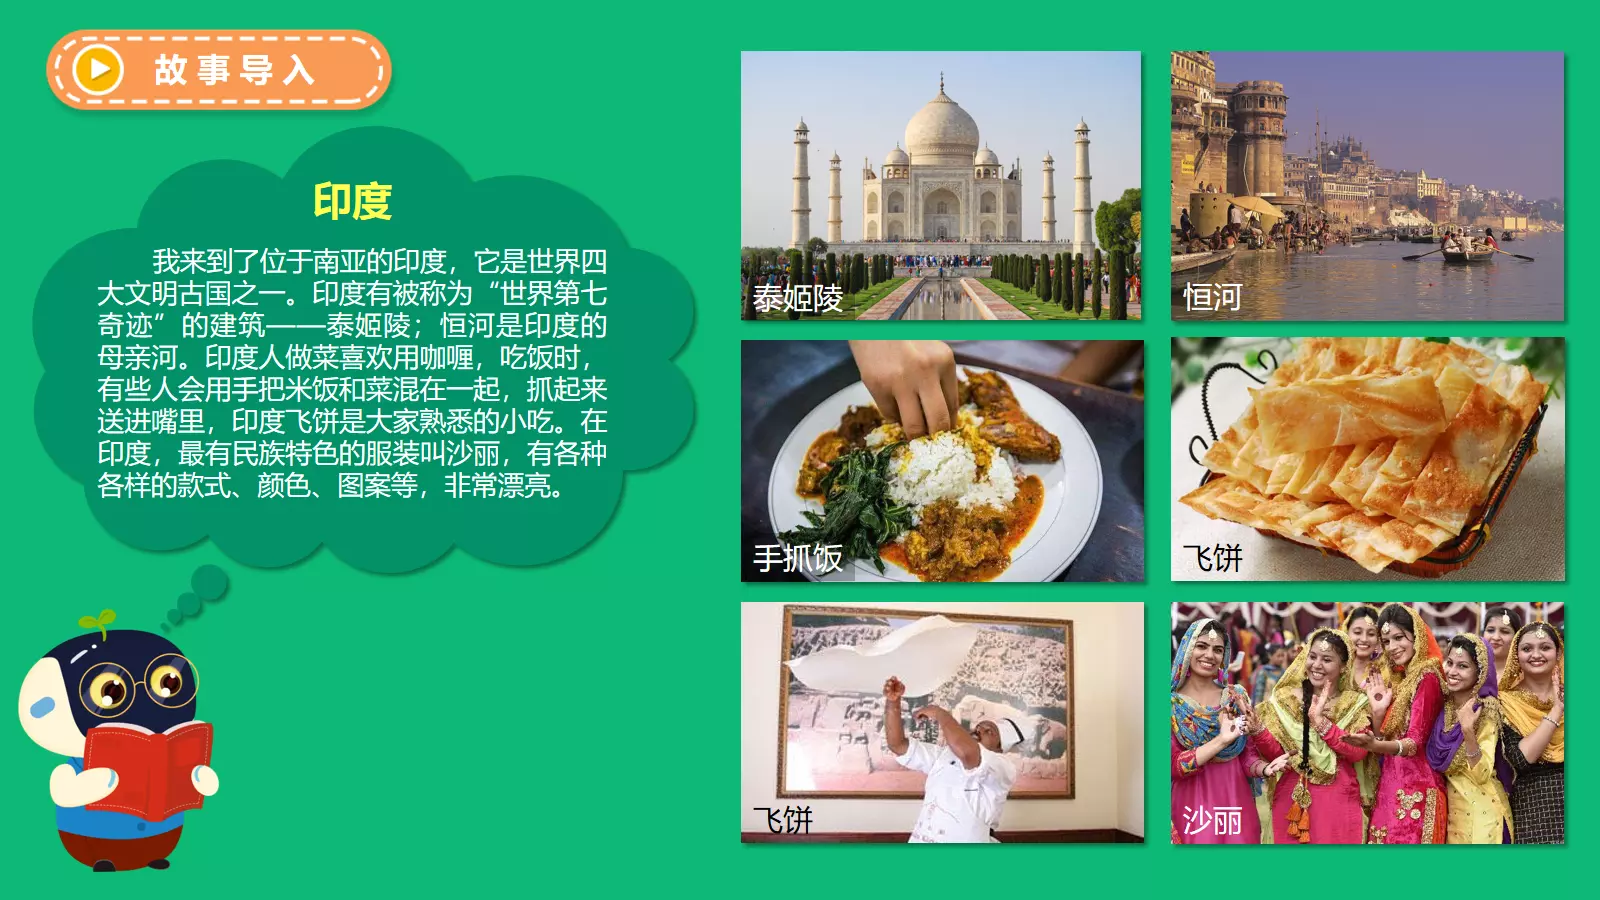 故事导入
印度
我来到了位于南亚的印度，它是世界四
大文明古国之一。印度有被称为“世界第七
奇迹”的建筑——泰姬陵；恒河是印度的
母亲河。印度人做菜喜欢用咖喱，吃饭时，
有些人会用手把米饭和菜混在一起，抓起来
送进嘴里，印度飞饼是大家熟悉的小吃。在
印度，最有民族特色的服装叫沙丽，有各种
各样的款式、颜色、图案等，非常漂亮。
泰姬陵
恒河
手抓饭
飞饼
飞饼
沙丽